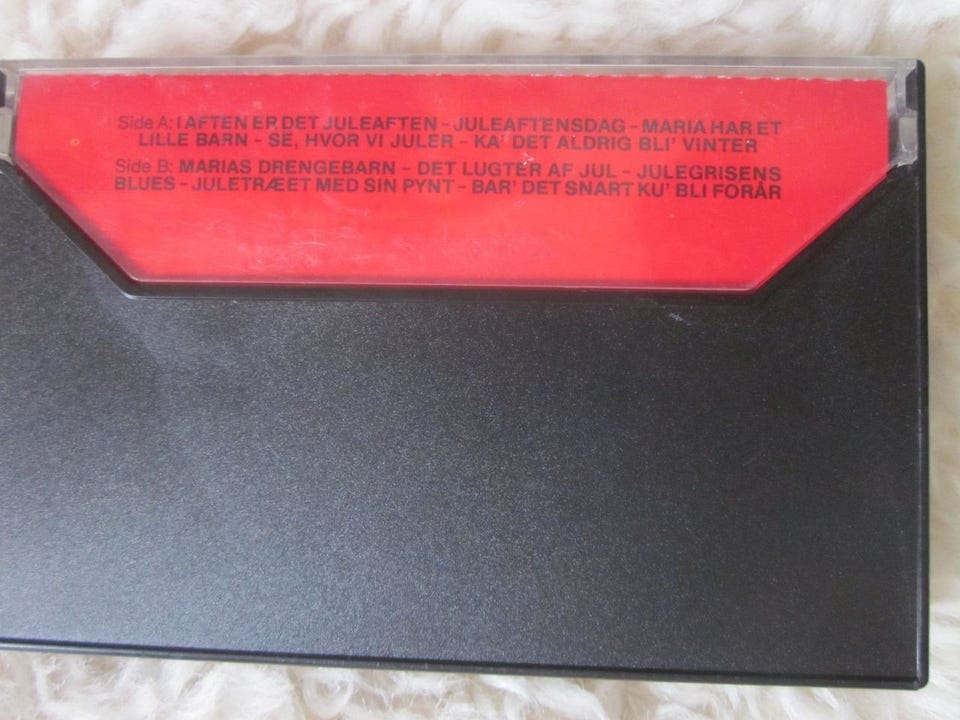 Side A: I AFTEN ER DET JULEAFTEN – JULEAFTENSDAG – MARIA HAR ET
LILLE BARN – SE, HVOR VI JULER – KA' DET ALDRIG BLI' VINTER
Side B: MARIAS DRENGEBARN – DET LUGTER AF JUL – JULEGRISENS
BLUES – JULETRÆET MED SIN PYNT – BAR' DET SNART KU' BLI FORÅR